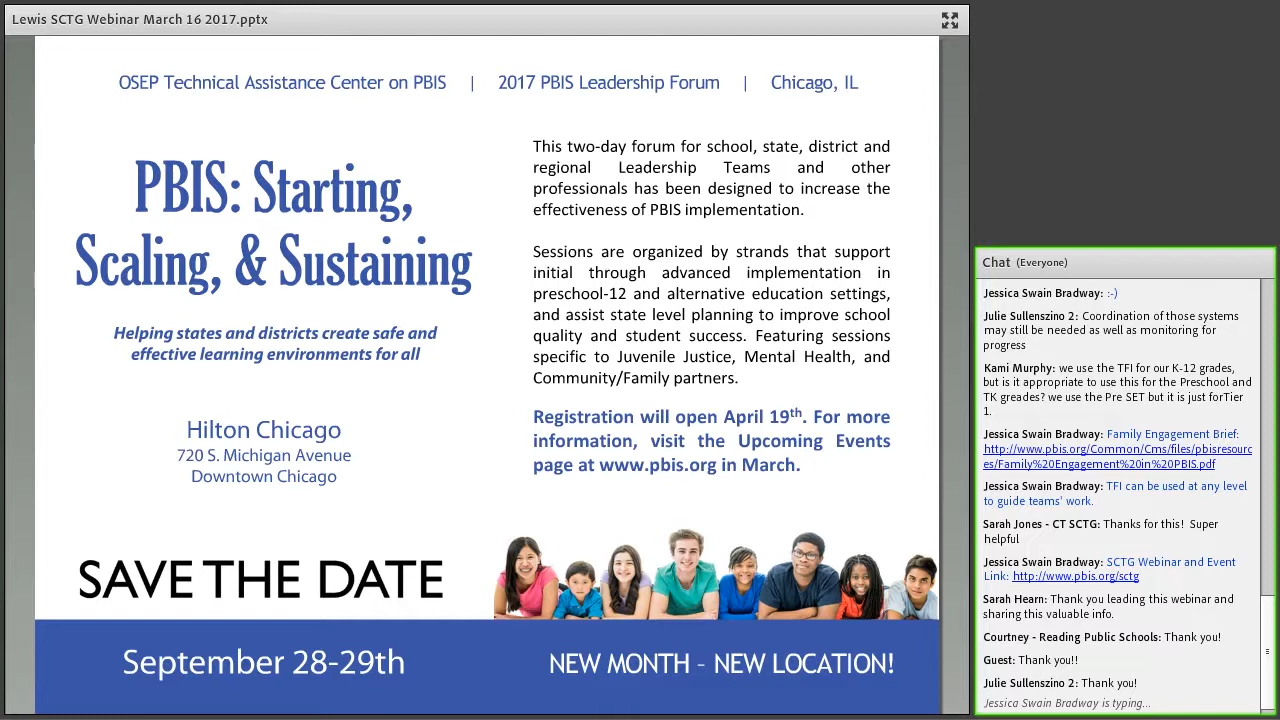 Lewis SCTG Webinar March 16 2017.pptx
OSEP Technical Assistance Center on PBIS | 2017 PBIS Leadership Forum | Chicago, IL
PBIS: Starting,
Scaling, & Sustaining
Helping states and districts create safe and
effective learning environments for all
Hilton Chicago
720 S. Michigan Avenue
Downtown Chicago
This two-day forum for school, state, district and
regional Leadership Teams and other
professionals has been designed to increase the
effectiveness of PBIS implementation.
Sessions are organized by strands that support
initial through advanced implementation in
preschool-12 and alternative education settings,
and assist state level planning to improve school
quality and student success. Featuring sessions
specific to Juvenile Justice, Mental Health, and
Community/Family partners.
Registration will open April 19th. For more
information, visit the Upcoming Events
page at www.pbis.org in March.
SAVE THE DATE
September 28-29th
NEW MONTH – NEW LOCATION!
Chat (Everyone)
Jessica Swain Bradway: :-)
Julie Sullenszino 2: Coordination of those systems
may still be needed as well as monitoring for
progress
Kami Murphy: we use the TFI for our K-12 grades,
but is it appropriate to use this for the Preschool and
TK greades? we use the Pre SET but it is just forTier
1.
Jessica Swain Bradway: Family Engagement Brief:
http://www.pbis.org/Common/Cms/files/pbisresourc
es/Family%20Engagement%20in%20PBIS.pdf
Jessica Swain Bradway: TFI can be used at any level
to guide teams' work.
Sarah Jones - CT SCTG: Thanks for this! Super
helpful
Jessica Swain Bradway: SCTG Webinar and Event
Link: http://www.pbis.org/sctg
Sarah Hearn: Thank you leading this webinar and
sharing this valuable info.
Courtney - Reading Public Schools: Thank you!
Guest: Thank you!!
Julie Sullenszino 2: Thank you!
Jessica Swain Bradway is typing...